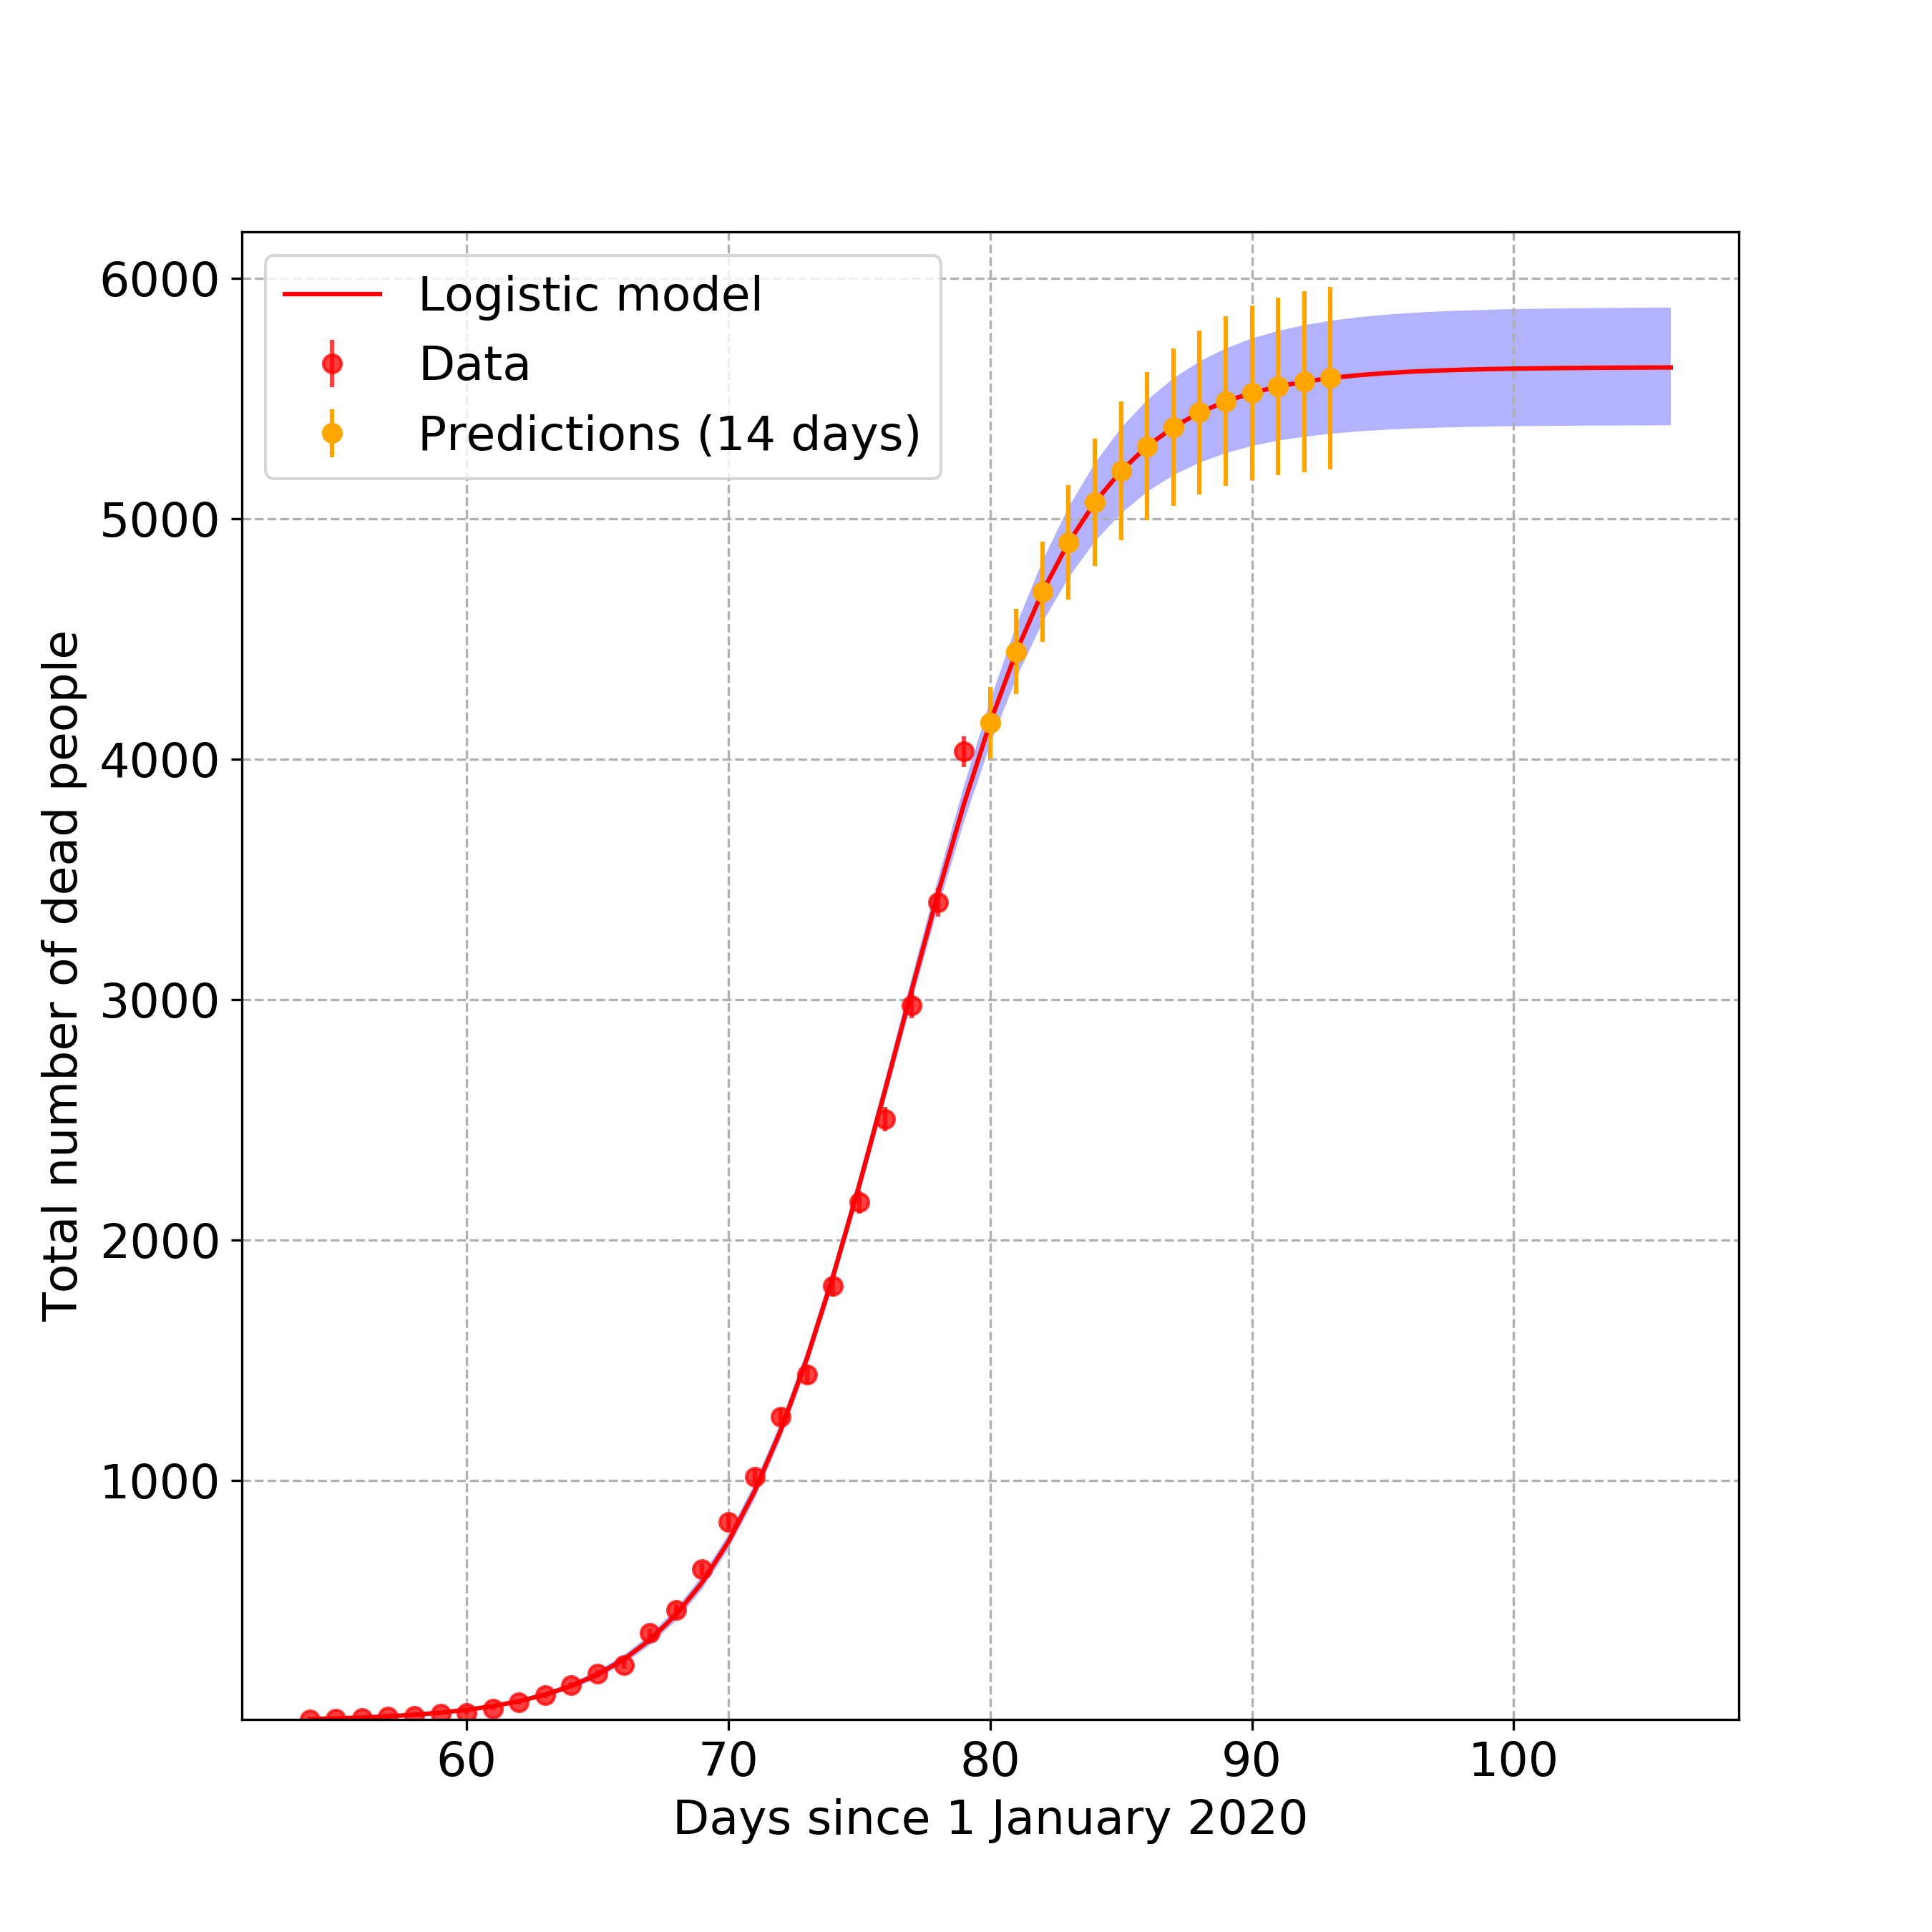 Logistic model
Data
Predictions (14 days)
6000
5000
4000
3000
2000
1000
Total number of dead people
60 70 80 90 100
Days since 1 January 2020